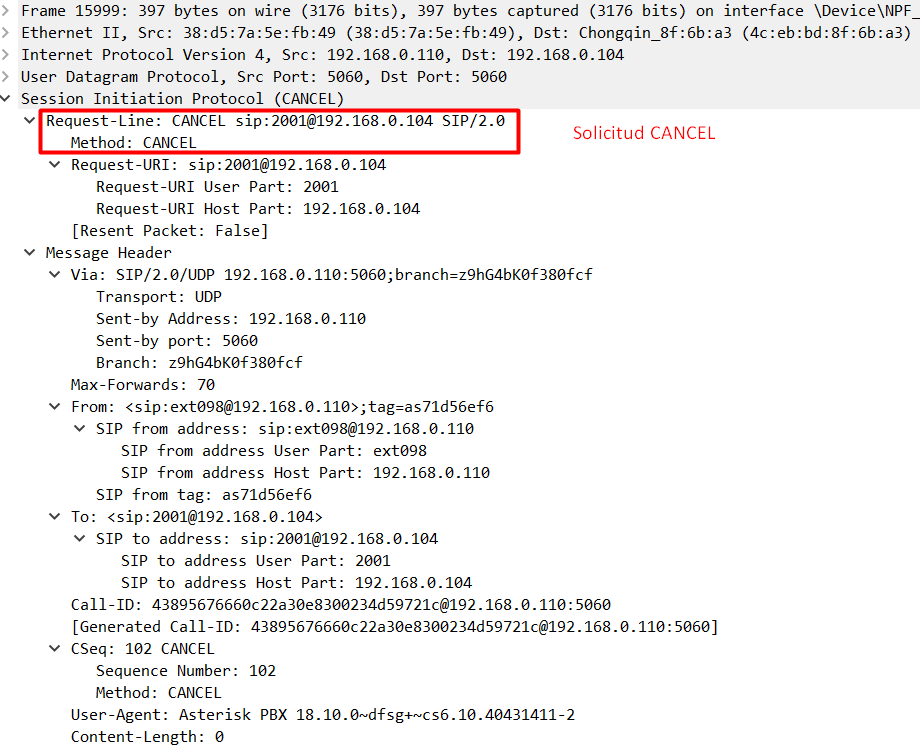 Frame 15999: 397 bytes on wire (3176 bits), 397 bytes captured (3176 bits) on interface \Device\NPF_
Ethernet II, Src: 38:d5:7a:5e:fb:49 (38:d5:7a:5e:fb:49), Dst: Chongqin_8f:6b:a3 (4c:eb:bd:8f:6b:a3)
Internet Protocol Version 4, Src: 192.168.0.110, Dst: 192.168.0.104
User Datagram Protocol, Src Port: 5060, Dst Port: 5060
Session Initiation Protocol (CANCEL)
Request-Line: CANCEL sip:2001@192.168.0.104 SIP/2.0
Solicitud CANCEL
Method: CANCEL
Request-URI: sip:2001@192.168.0.104
Request-URI User Part: 2001
Request-URI Host Part: 192.168.0.104
[Resent Packet: False]
Message Header
Via: SIP/2.0/UDP 192.168.0.110:5060;branch=z9hG4bK0f380fcf
Transport: UDP
Sent-by Address: 192.168.0.110
Sent-by port: 5060
Branch: z9hG4bK0f380fcf
Max-Forwards: 70
From: <sip:ext098@192.168.0.110>;tag=as71d56ef6
SIP from address: sip:ext098@192.168.0.110
SIP from address User Part: ext098
SIP from address Host Part: 192.168.0.110
SIP from tag: as71d56ef6
To: <sip:2001@192.168.0.104>
SIP to address: sip:2001@192.168.0.104
SIP to address User Part: 2001
SIP to address Host Part: 192.168.0.104
Call-ID: 43895676660c22a30e8300234d59721c@192.168.0.110:5060
[Generated Call-ID: 43895676660c22a30e8300234d59721c@192.168.0.110:5060]
CSeq: 102 CANCEL
Sequence Number: 102
Method: CANCEL
User-Agent: Asterisk PBX 18.10.0~dfsg+~cs6.10.40431411-2
Content-Length: 0